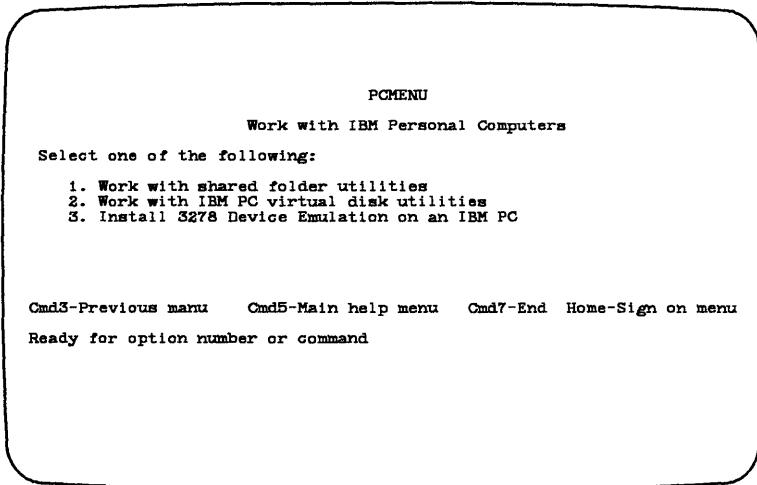 PCMENU
Work with IBM Personal Computers
Select one of the following:
1. Work with shared folder utilities
2. Work with IBM PC virtual disk utilities
3. Install 3278 Device Emulation on an IBM PC
Cmd3-Previous manu Cmd5-Main help menu Cmd7-End Home-Sign on menu
Ready for option number or command